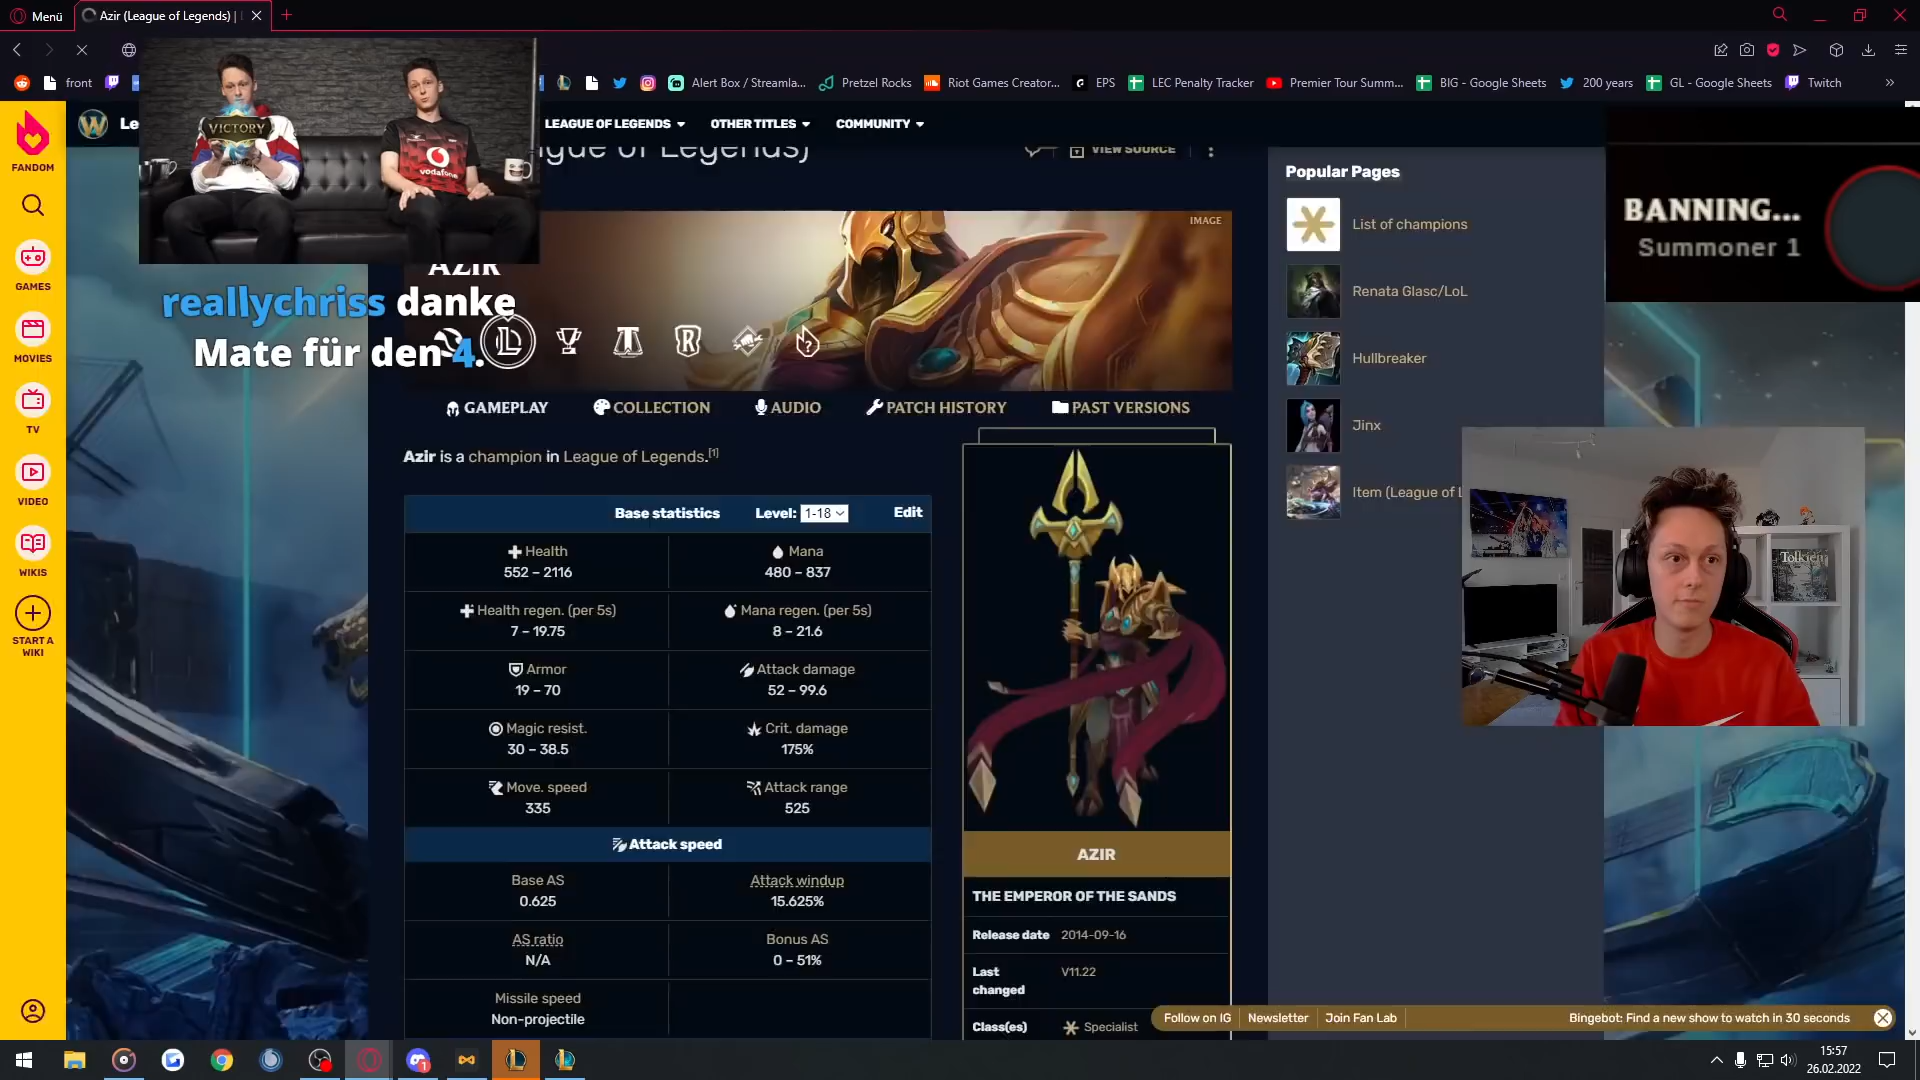 Menü
Azir (League of Legends) |
front
Alert Box / Streamla...
Pretzel Rocks
Riot Games Creator...
EPS
LEC Penalty Tracker
Premier Tour Summ...
BIG - Google Sheets
200 years
GL - Google Sheets
Twitch
»
FANDOM
GAMES
MOVIES
TV
VIDEO
WIKIS
START A
WIKI
Le
LEAGUE OF LEGENDS
OTHER TITLES
COMMUNITY
VICTORY
vodafone
gue of Legends)
VIEW SOURCE
IMAGE
AZIR
reallychriss danke
Mate für den 4.
GAMEPLAY
COLLECTION
AUDIO
PATCH HISTORY
PAST VERSIONS
Azir is a champion in League of Legends.[1]
Base statistics
Level: 1-18
Edit
Health
552 – 2116
Mana
480 – 837
Health regen. (per 5s)
7 – 19.75
Mana regen. (per 5s)
8 – 21.6
Armor
19 – 70
Attack damage
52 – 99.6
Magic resist.
30 – 38.5
Crit. damage
175%
Move. speed
335
Attack range
525
Attack speed
Base AS
0.625
Attack windup
15.625%
AS ratio
N/A
Bonus AS
0 – 51%
Missile speed
Non-projectile
AZIR
THE EMPEROR OF THE SANDS
Release date 2014-09-16
Last changed V11.22
Class(es) Specialist
Popular Pages
List of champions
Renata Glasc/LoL
Hullbreaker
Jinx
Item (League of L
BANNING...
Summoner 1
Tolkien
Follow on IG
Newsletter
Join Fan Lab
Bingebot: Find a new show to watch in 30 seconds
1
15:57
26.02.2022